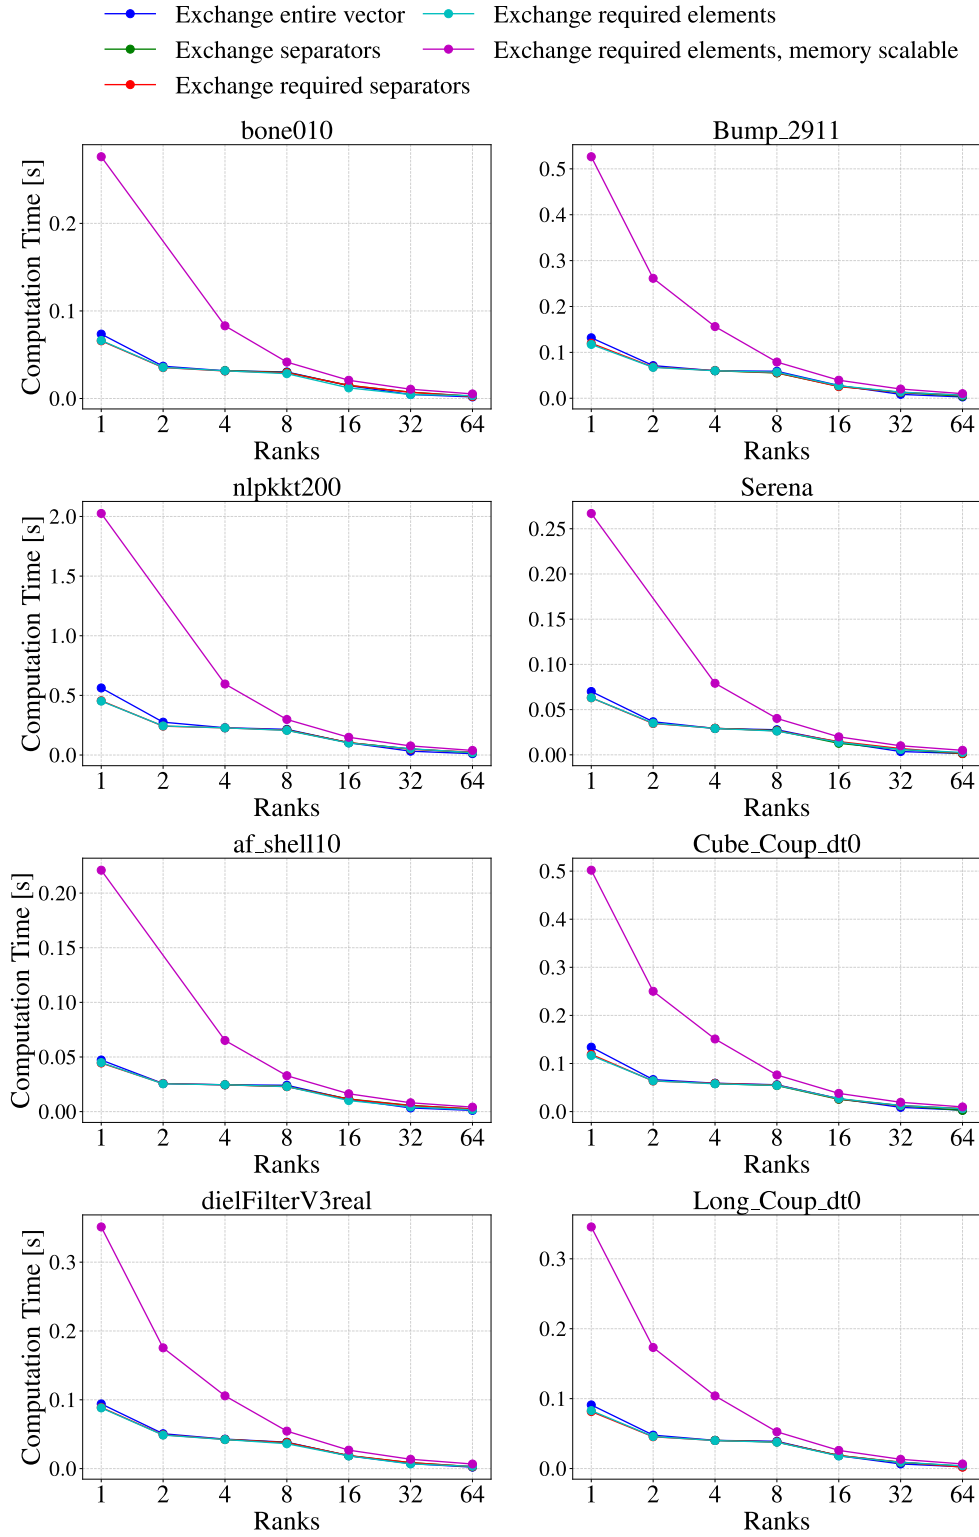 Exchange entire vector
Exchange separators
Exchange required separators
Exchange required elements
Exchange required elements, memory scalable
bone010
Computation Time [s]
0.2
0.1
0.0
1 2 4 8 16 32 64
Ranks
Bump_2911
0.5
0.4
0.3
0.2
0.1
0.0
1 2 4 8 16 32 64
Ranks
nlpkkt200
Computation Time [s]
2.0
1.5
1.0
0.5
0.0
1 2 4 8 16 32 64
Ranks
Serena
0.25
0.20
0.15
0.10
0.05
0.00
1 2 4 8 16 32 64
Ranks
af_shell10
Computation Time [s]
0.20
0.15
0.10
0.05
0.00
1 2 4 8 16 32 64
Ranks
Cube_Coup_dt0
0.5
0.4
0.3
0.2
0.1
0.0
1 2 4 8 16 32 64
Ranks
dielFilterV3real
Computation Time [s]
0.3
0.2
0.1
0.0
1 2 4 8 16 32 64
Ranks
Long_Coup_dt0
0.3
0.2
0.1
0.0
1 2 4 8 16 32 64
Ranks